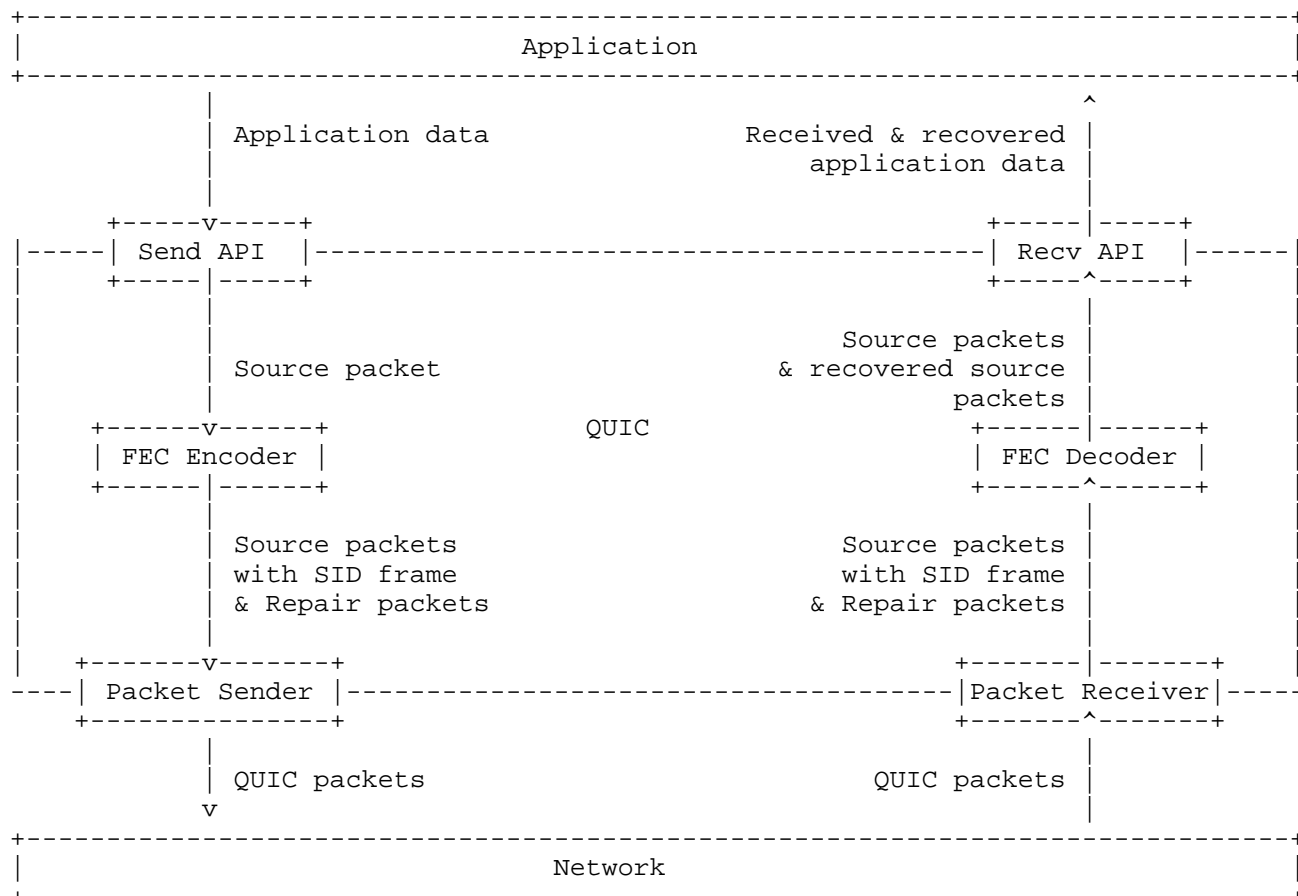 Application
Application data Received & recovered
application data
Send API Recv API
Source packets
Source packet & recovered source
packets
QUIC
FEC Encoder FEC Decoder
Source packets Source packets
with SID frame with SID frame
& Repair packets & Repair packets
Packet Sender Packet Receiver
QUIC packets QUIC packets
Network